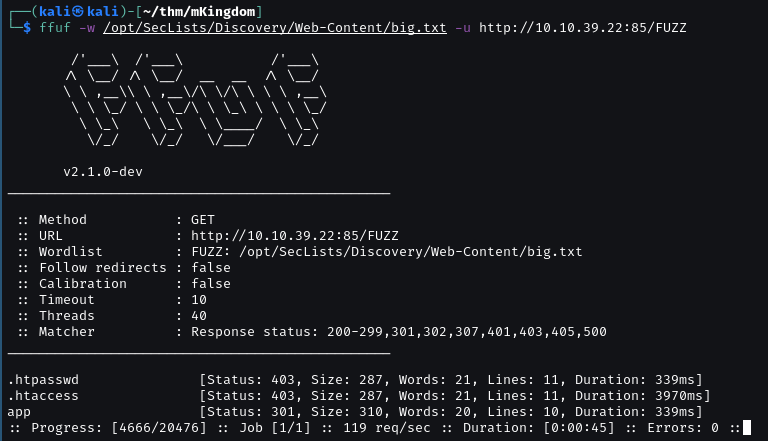 ┌──(kali㉿kali)-[~/thm/mKingdom]
└─$ ffuf -w /opt/SecLists/Discovery/Web-Content/big.txt -u http://10.10.39.22:85/FUZZ
        /'___\  /'___\           /'___\
       /\ \__/ /\ \__/  __  __  /\ \__/
       \ \ ,__\\ \ ,__\/\ \/\ \ \ \ ,__\
        \ \ \_/ \ \ \_/\ \ \_\ \ \ \ \_/
         \ \_\   \ \_\  \ \____/  \ \_\
          \/_/    \/_/   \/___/    \/_/
       v2.1.0-dev
________________________________________________
 :: Method           : GET
 :: URL              : http://10.10.39.22:85/FUZZ
 :: Wordlist         : FUZZ: /opt/SecLists/Discovery/Web-Content/big.txt
 :: Follow redirects : false
 :: Calibration      : false
 :: Timeout          : 10
 :: Threads          : 40
 :: Matcher          : Response status: 200-299,301,302,307,401,403,405,500
________________________________________________
.htpasswd               [Status: 403, Size: 287, Words: 21, Lines: 11, Duration: 339ms]
.htaccess               [Status: 403, Size: 287, Words: 21, Lines: 11, Duration: 3970ms]
app                     [Status: 301, Size: 310, Words: 20, Lines: 10, Duration: 339ms]
:: Progress: [4666/20476] :: Job [1/1] :: 119 req/sec :: Duration: [0:00:45] :: Errors: 0 ::